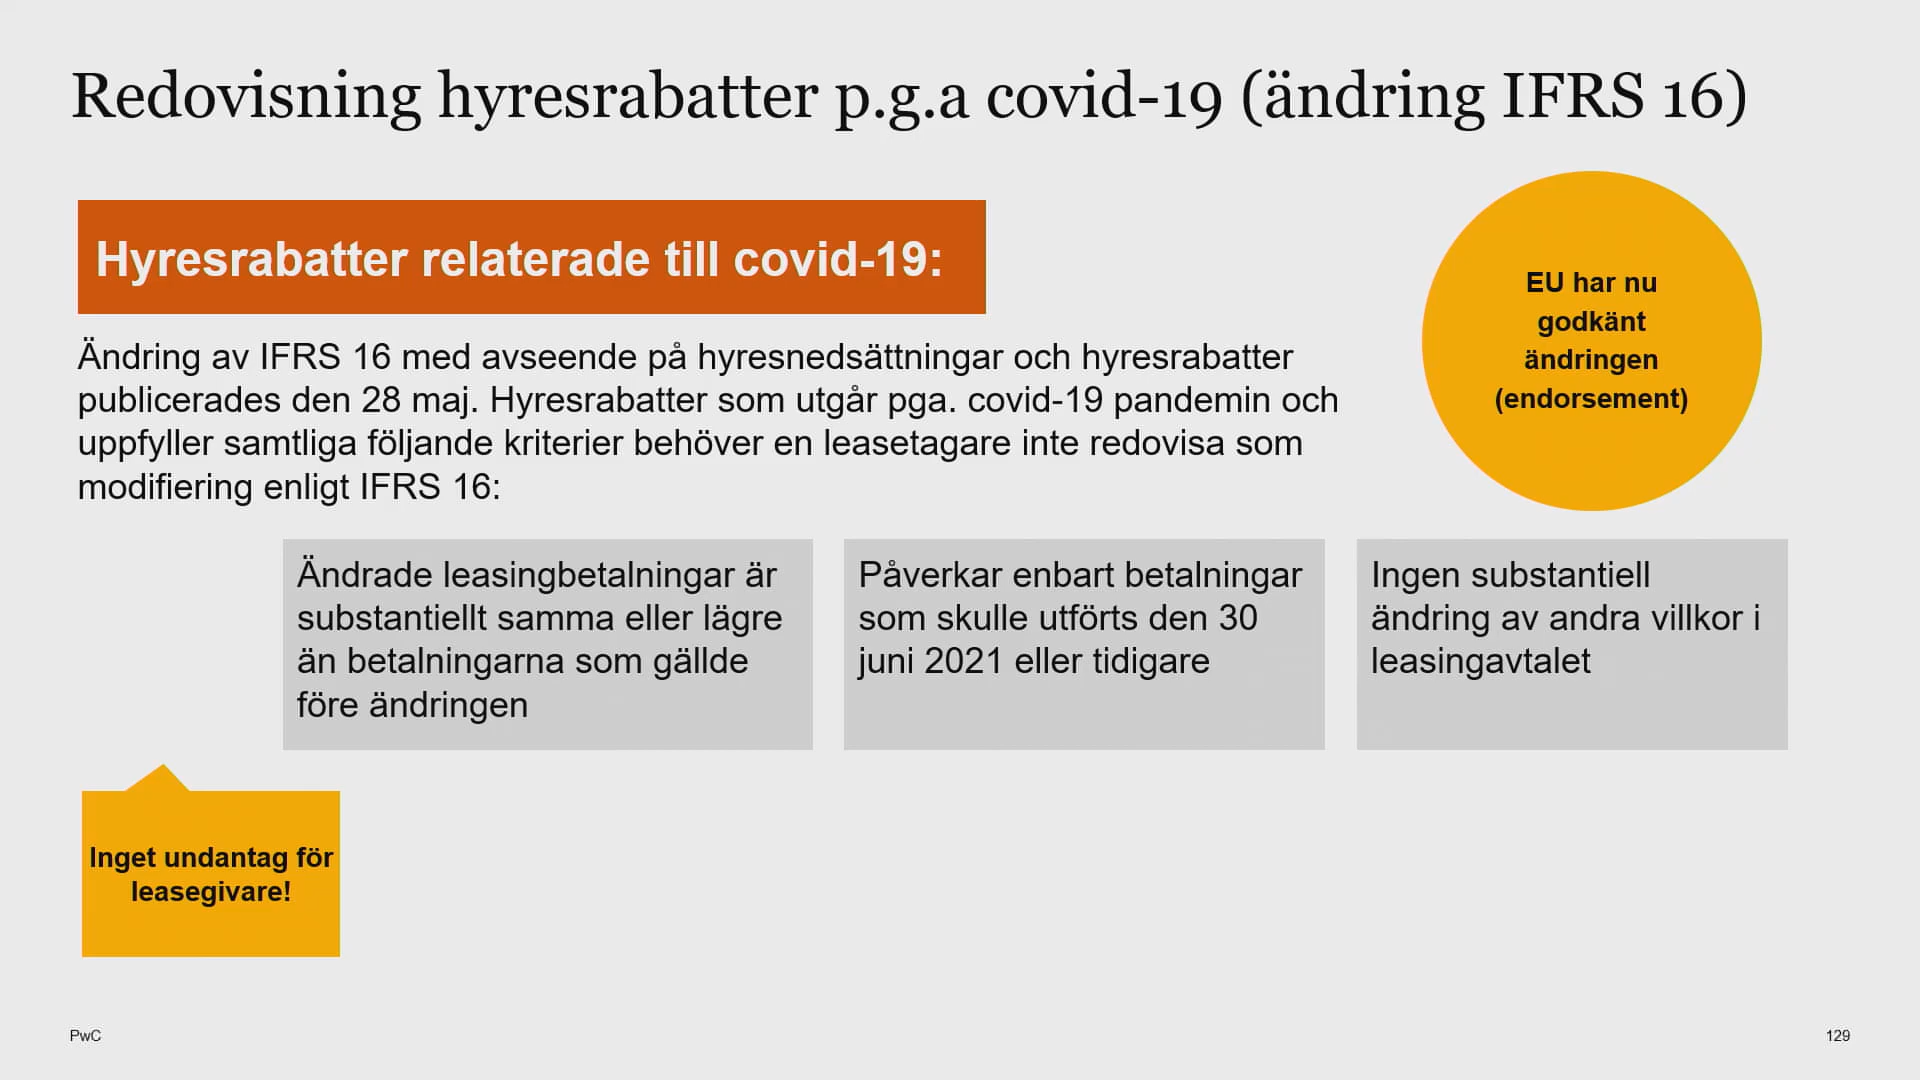 Redovisning hyresrabatter p.g.a covid-19 (ändring IFRS 16)
Hyresrabatter relaterade till covid-19:
EU har nu
godkänt
ändringen
(endorsement)
Ändring av IFRS 16 med avseende på hyresnedsättningar och hyresrabatter
publicerades den 28 maj. Hyresrabatter som utgår pga. covid-19 pandemin och
uppfyller samtliga följande kriterier behöver en leasetagare inte redovisa som
modifiering enligt IFRS 16:
Ändrade leasingbetalningar är
substantiellt samma eller lägre
än betalningarna som gällde
före ändringen
Påverkar enbart betalningar
som skulle utförts den 30
juni 2021 eller tidigare
Ingen substantiell
ändring av andra villkor i
leasingavtalet
Inget undantag för
leasegivare!
PwC
129